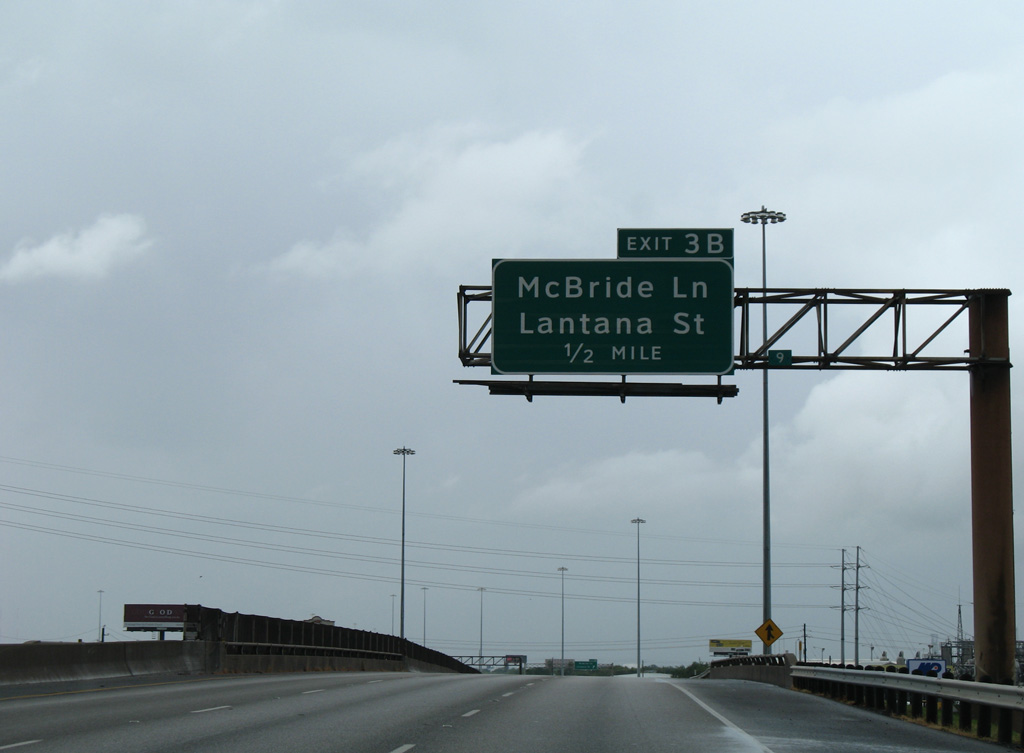 EXIT 3B
McBride Ln
Lantana St
1/2 MILE
9